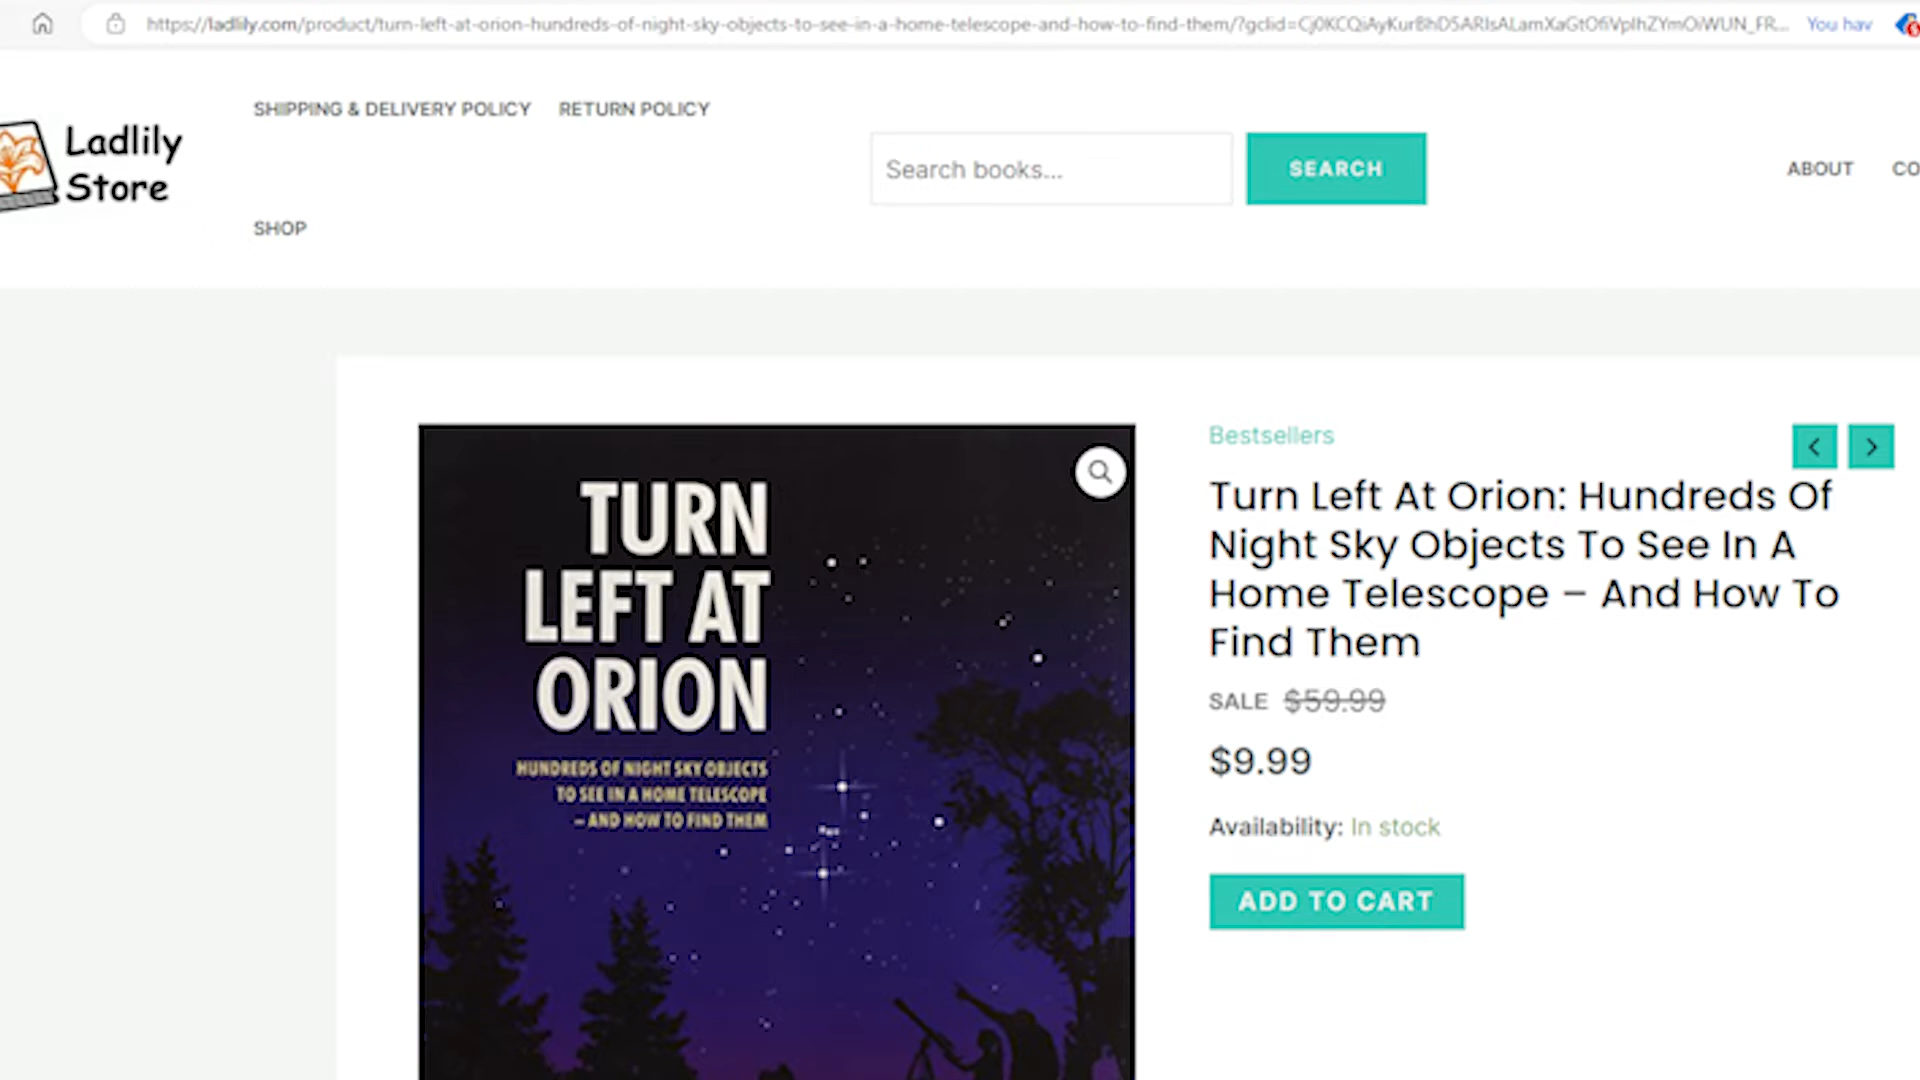 https://ladlily.com/product/turn-left-at-orion-hundreds-of-night-sky-objects-to-see-in-a-home-telescope-and-how-to-find-them/?gclid= You hav
SHIPPING & DELIVERY POLICY RETURN POLICY
Ladlily
Store
Search books...
SEARCH
ABOUT CO
SHOP
Bestsellers
TURN
LEFT AT
ORION
HUNDREDS OF NIGHT SKY OBJECTS
TO SEE IN A HOME TELESCOPE
– AND HOW TO FIND THEM
Turn Left At Orion: Hundreds Of
Night Sky Objects To See In A
Home Telescope – And How To
Find Them
SALE $59.99
$9.99
Availability: In stock
ADD TO CART